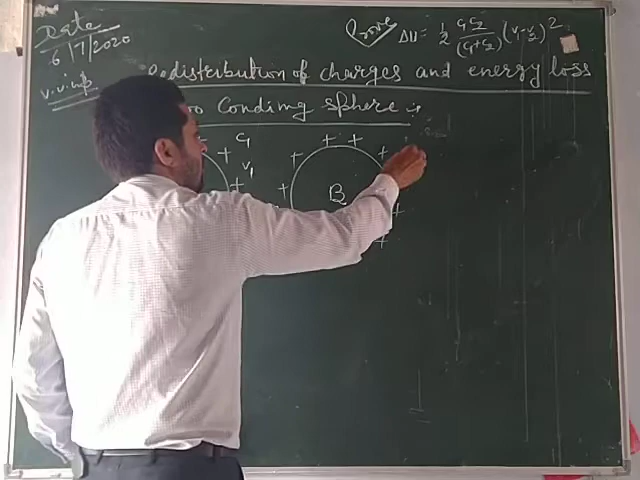 Date
6/7/2020
v.v.imp
Prove ΔU = 1/2 C1C2/(C1+C2) (V1-V2)^2
Redistribution of charges and energy loss
two Conding sphere :-
+ + C1 + + +
+ V1 +
+ + B +
+